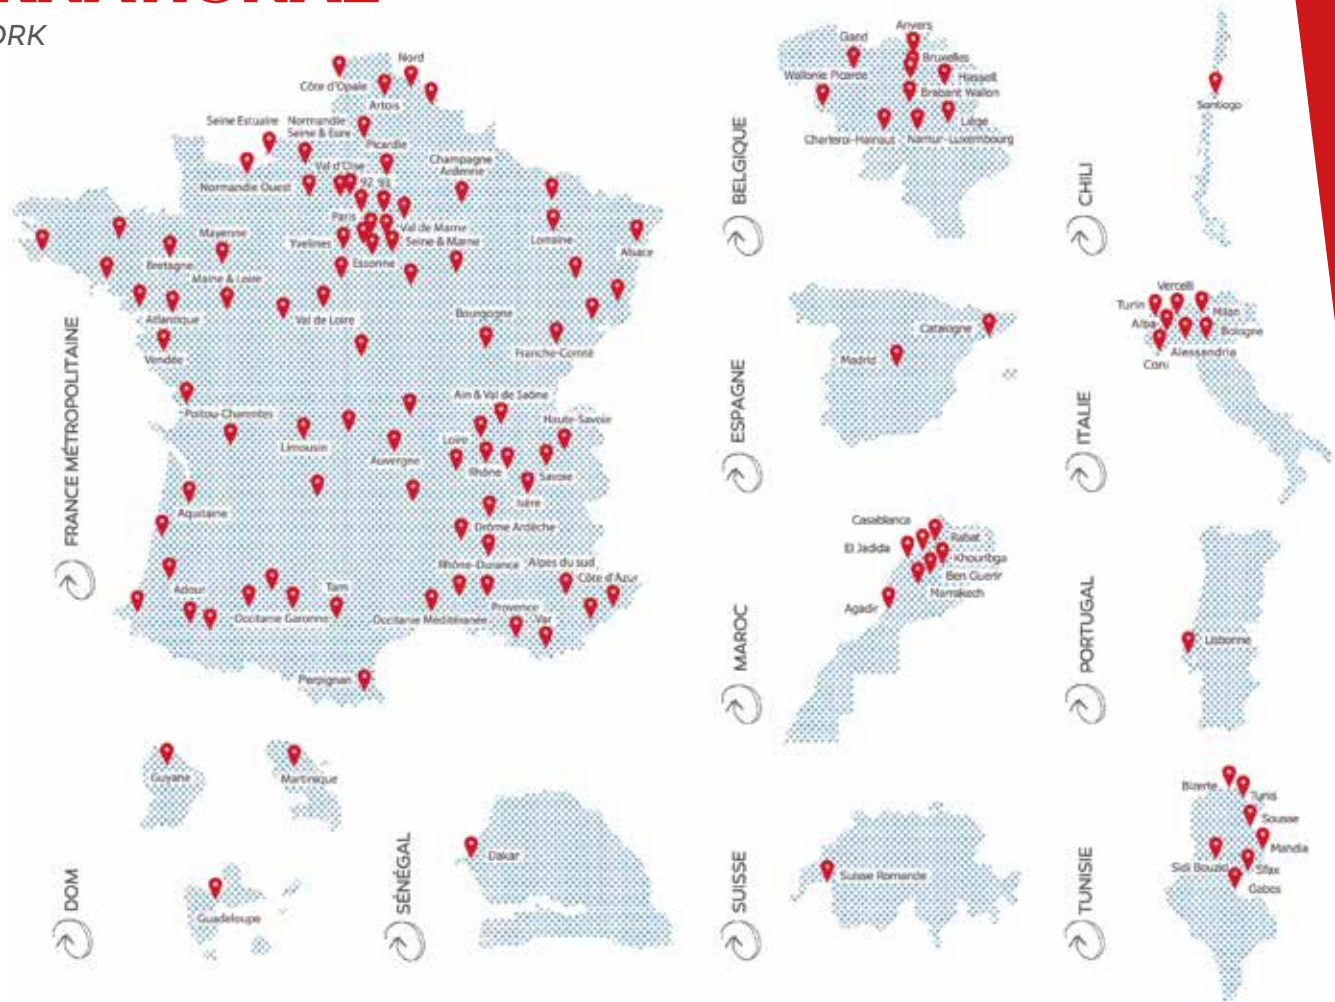 RNATIONAL
ORK
FRANCE MÉTROPOLITAINE
Nord
Côte d'Opale
Artois
Seine Estuaire
Normandie
Seine & Eure
Picardie
Val d'Oise
Champagne
Ardenne
Normandie Ouest
92
93
Paris
Val de Marne
Mayenne
Yvelines
Seine & Marne
Lorraine
Alsace
Bretagne
Essonne
Maine & Loire
Atlantique
Val de Loire
Bourgogne
Vendée
Franche-Comté
Ain & Val de Saône
Poitou-Charentes
Haute-Savoie
Limousin
Loire
Auvergne
Rhône
Savoie
Isère
Aquitaine
Drôme Ardèche
Rhône-Durance
Alpes du sud
Côte d'Azur
Adour
Tarn
Occitanie Garonne
Occitanie Méditéranée
Provence
Var
Perpignan
DOM
Guyane
Martinique
Guadeloupe
SÉNÉGAL
Dakar
BELGIQUE
Anvers
Gand
Bruxelles
Wallonie Picarde
Hasselt
Brabant Wallon
Liège
Charleroi-Hainaut
Namur-Luxembourg
CHILI
Santiago
ESPAGNE
Catalogne
Madrid
ITALIE
Vercelli
Turin
Milan
Alba
Bologne
Alessandria
Coni
MAROC
Casablanca
Rabat
El Jadida
Khouribga
Ben Guerir
Marrakech
Agadir
PORTUGAL
Lisbonne
SUISSE
Suisse Romande
TUNISIE
Bizerte
Tunis
Sousse
Mahdia
Sidi Bouzid
Sfax
Gabes